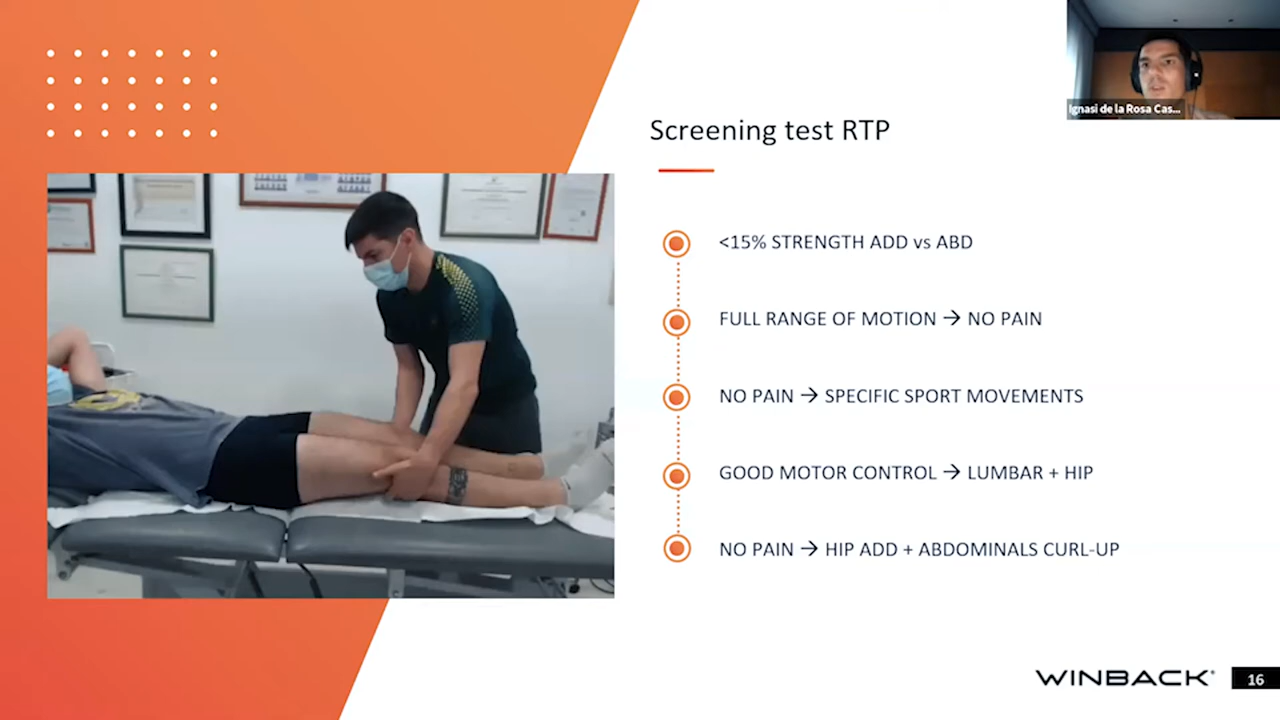 Ignasi de la Rosa Cas...
Screening test RTP
<15% STRENGTH ADD vs ABD
FULL RANGE OF MOTION → NO PAIN
NO PAIN → SPECIFIC SPORT MOVEMENTS
GOOD MOTOR CONTROL → LUMBAR + HIP
NO PAIN → HIP ADD + ABDOMINALS CURL-UP
WINBACK®
16